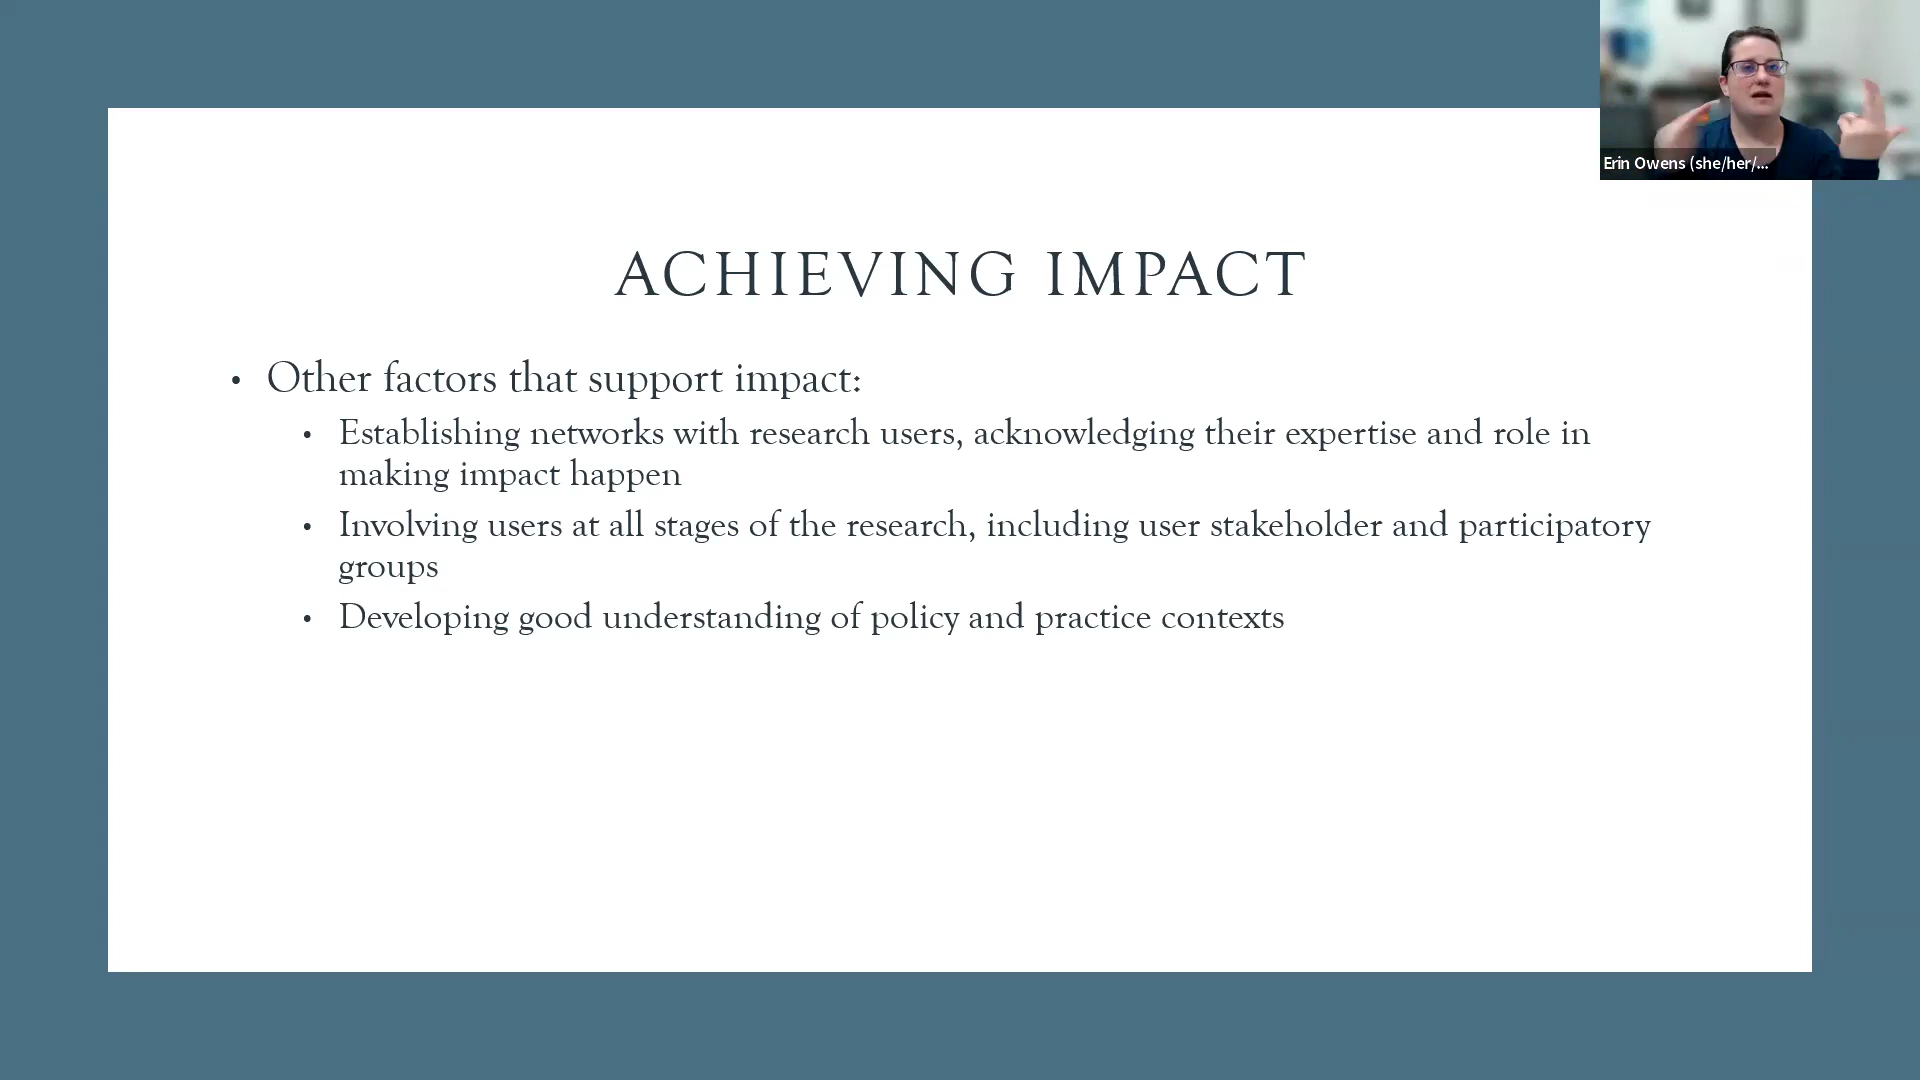 Erin Owens (she/her/...
ACHIEVING IMPACT
• Other factors that support impact:
• Establishing networks with research users, acknowledging their expertise and role in
making impact happen
• Involving users at all stages of the research, including user stakeholder and participatory
groups
• Developing good understanding of policy and practice contexts